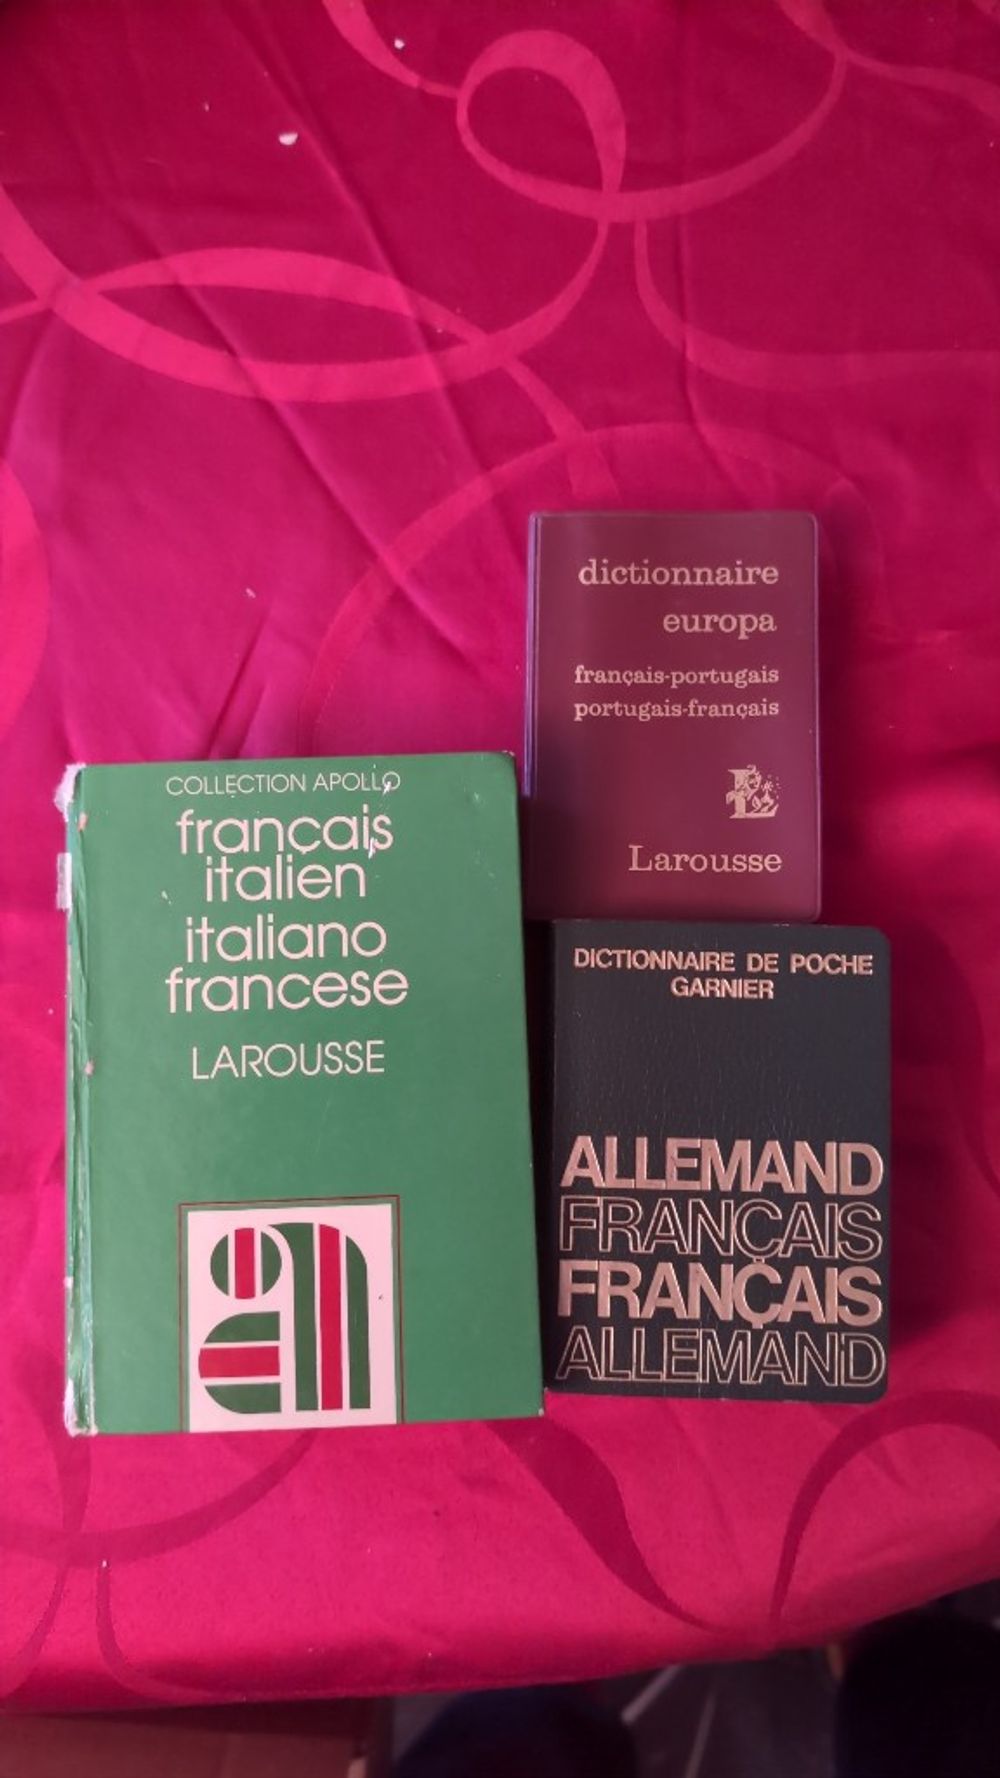 dictionnaire
europa
français-portugais
portugais-français
Larousse
COLLECTION APOLLO
français
italien
italiano
francese
LAROUSSE
a
DICTIONNAIRE DE POCHE
GARNIER
ALLEMAND
FRANÇAIS
FRANÇAIS
ALLEMAND